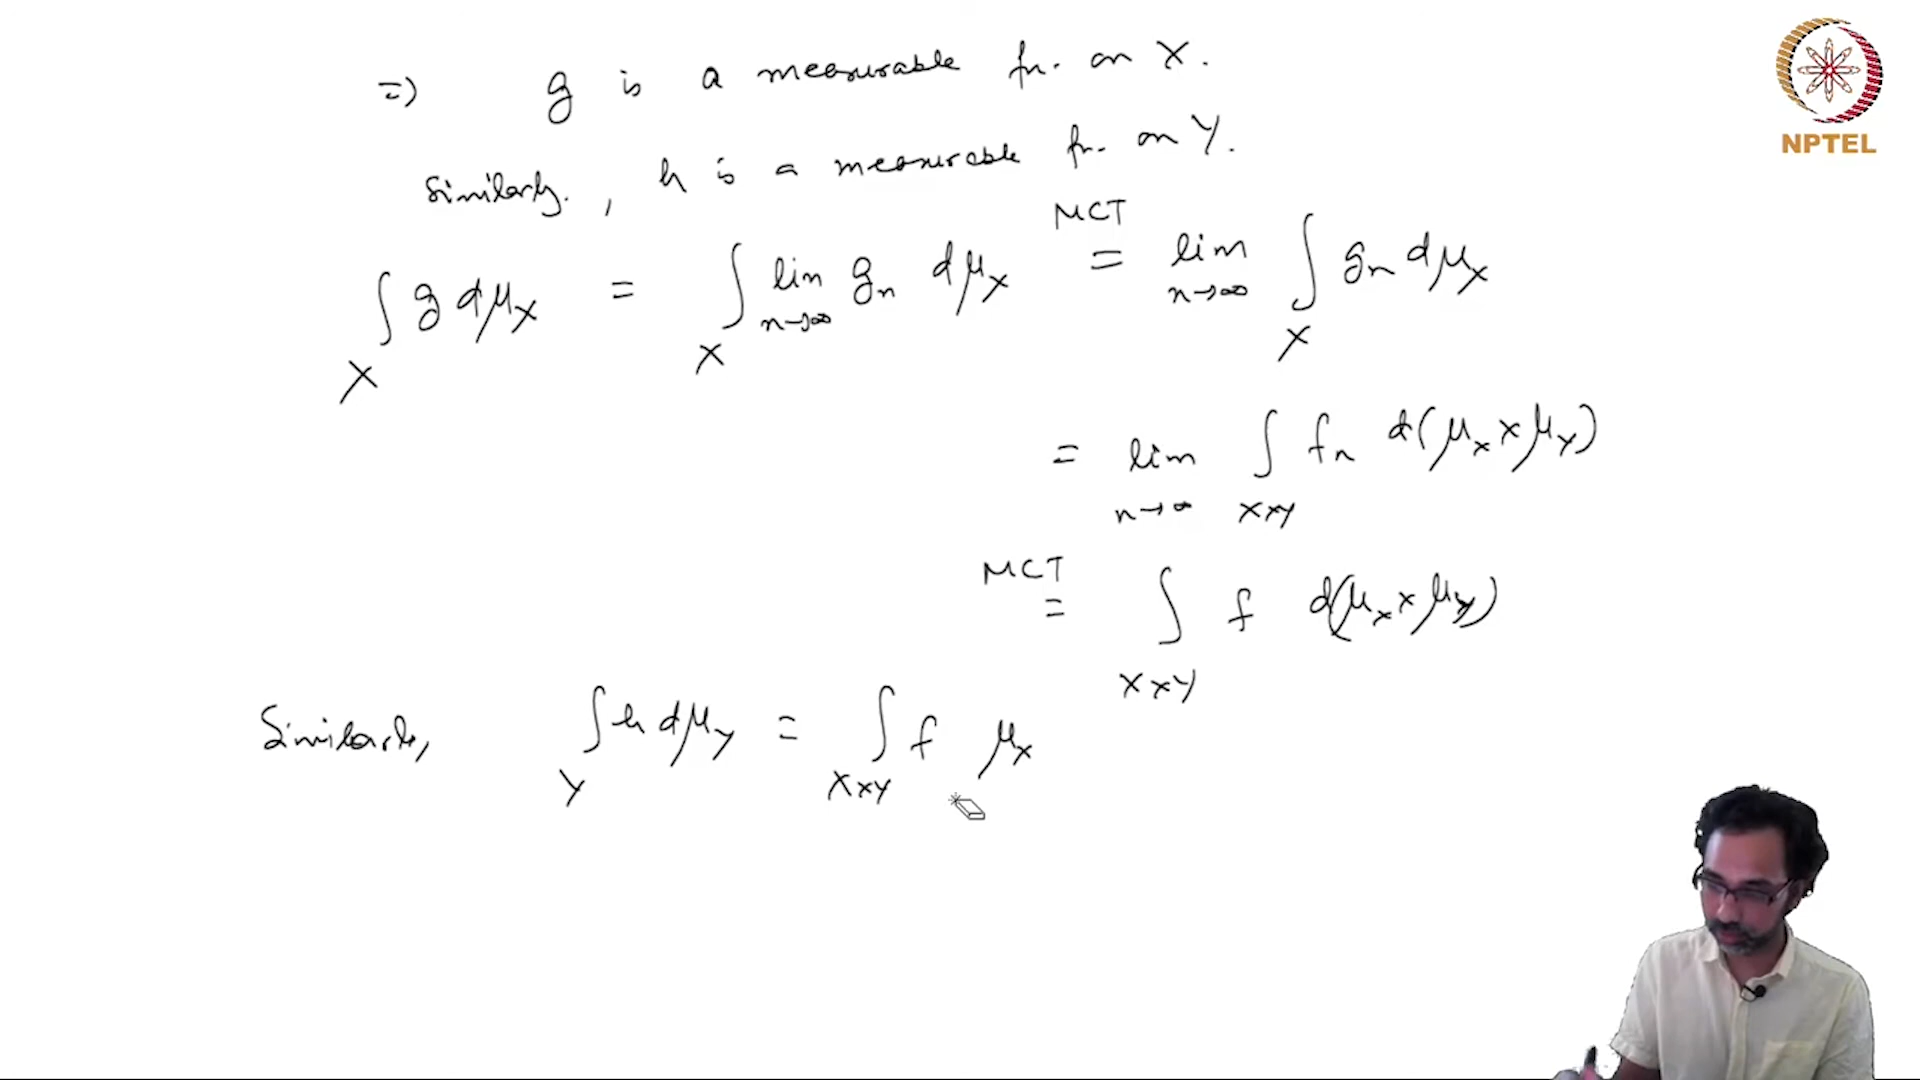 =) g is a measurable fn. on X.
NPTEL
Similarly, h is a measurable fn. on Y.
∫_X g dμ_X = ∫_X lim_{n→∞} g_n dμ_X MCT = lim_{n→∞} ∫_X g_n dμ_X
= lim_{n→∞} ∫_{X×Y} f_n d(μ_X × μ_Y)
MCT = ∫_{X×Y} f d(μ_X × μ_Y)
Similarly, ∫_Y h dμ_Y = ∫_{X×Y} f μ_X